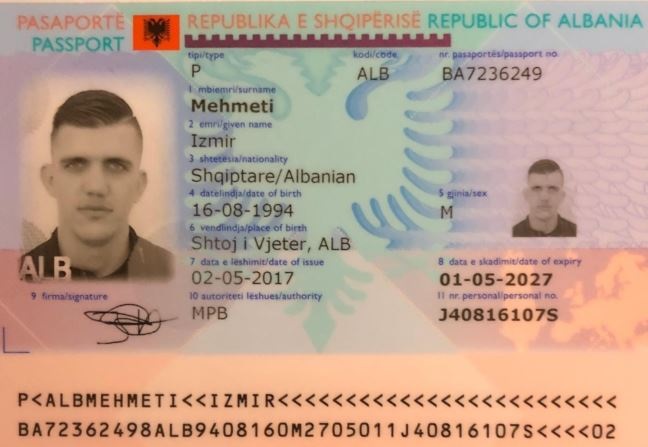 PASAPORTË REPUBLIKA E SHQIPËRISË REPUBLIC OF ALBANIA
PASSPORT
tipi/type kodi/code nr. pasaportës/passport no.
P ALB BA7236249
1 mbiemri/surname
Mehmeti
2 emri/given name
Izmir
3 shtetësia/nationality
Shqiptare/Albanian
4 datelindja/date of birth 5 gjinia/sex
16-08-1994 M
6 vendlindja/place of birth
Shtoj i Vjeter, ALB
7 data e lëshimit/date of issue 8 data e skadimit/date of expiry
02-05-2017 01-05-2027
ALB
9 firma/signature 10 autoriteti lëshues/authority 11 nr. personal/personal no.
MPB J40816107S
P<ALBMEHMETI<<IZMIR<<<<<<<<<<<<<<<<<<<<<<<<<
BA72362498ALB9408160M2705011J40816107S<<<<02